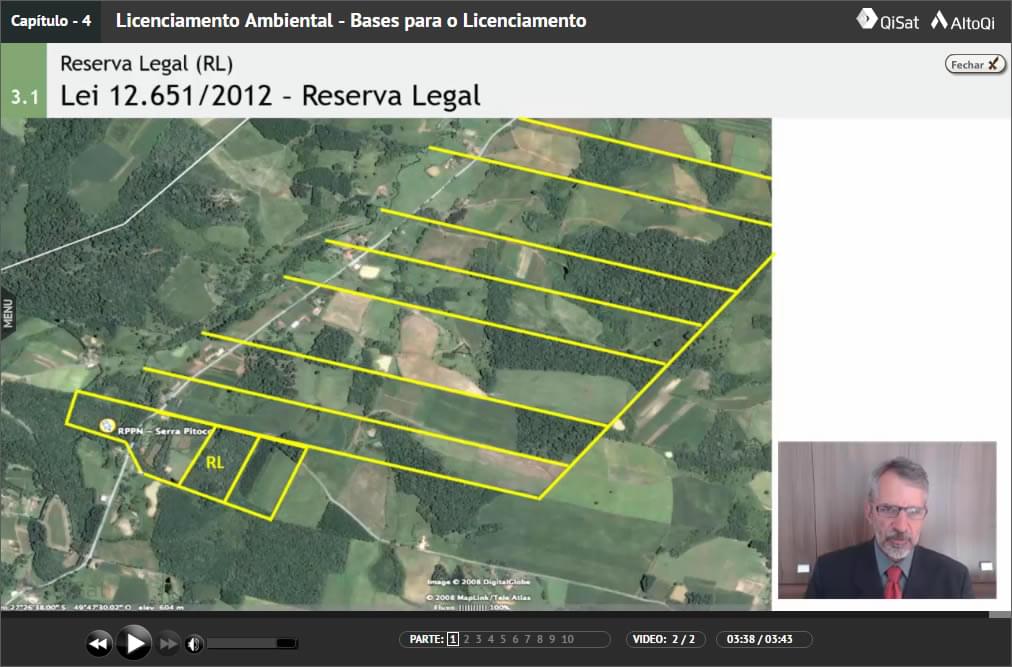 Capítulo - 4
Licenciamento Ambiental - Bases para o Licenciamento
QiSat
AltoQi
Reserva Legal (RL)
Fechar X
3.1
Lei 12.651/2012 – Reserva Legal
MENU
RPPN – Serra Pitoco
RL
Image © 2008 DigitalGlobe
© 2008 MapLink/Tele Atlas
27°26'38.00" S 49°47'30.02" O elev 604 m
100%
PARTE: 1 2 3 4 5 6 7 8 9 10
VIDEO: 2 / 2
03:38 / 03:43